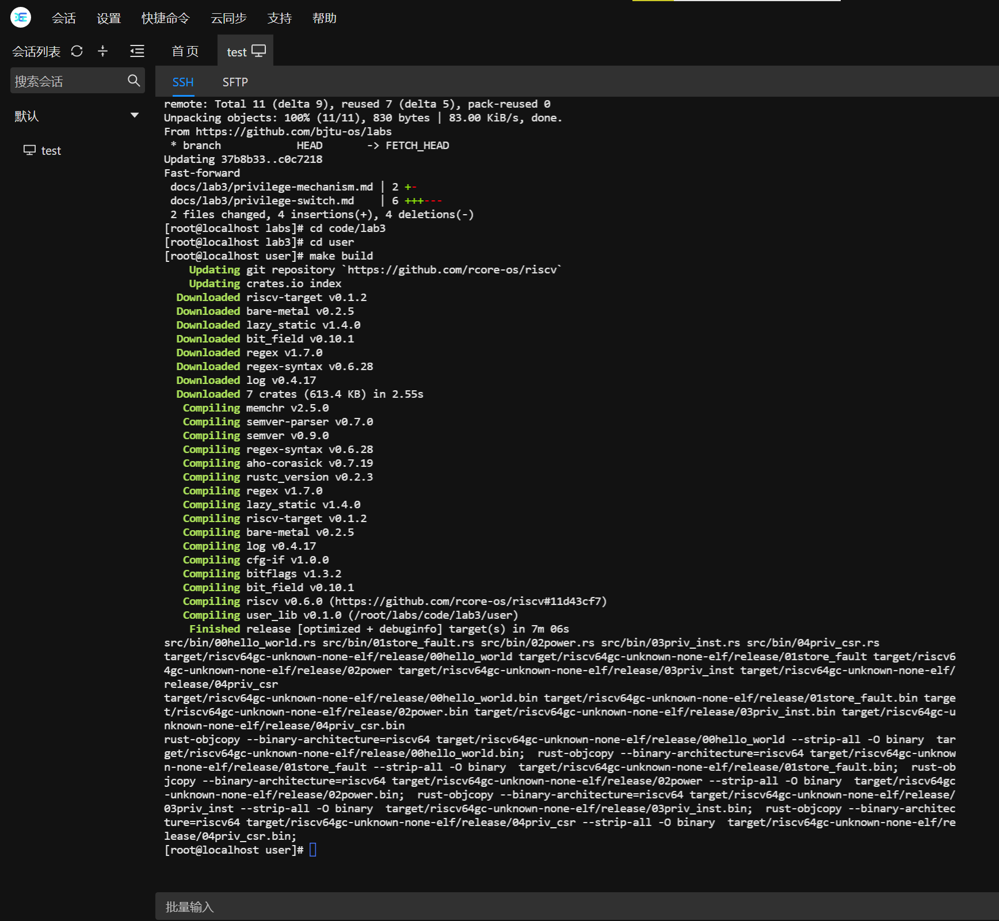 会话 设置 快捷命令 云同步 支持 帮助
会话列表 首页 test
搜索会话
SSH SFTP
默认
test
remote: Total 11 (delta 9), reused 7 (delta 5), pack-reused 0
Unpacking objects: 100% (11/11), 830 bytes | 83.00 KiB/s, done.
From https://github.com/bjtu-os/labs
 * branch            HEAD       -> FETCH_HEAD
Updating 37b8b33..c0c7218
Fast-forward
 docs/lab3/privilege-mechanism.md | 2 +-
 docs/lab3/privilege-switch.md    | 6 +++---
 2 files changed, 4 insertions(+), 4 deletions(-)
[root@localhost labs]# cd code/lab3
[root@localhost lab3]# cd user
[root@localhost user]# make build
    Updating git repository `https://github.com/rcore-os/riscv`
    Updating crates.io index
  Downloaded riscv-target v0.1.2
  Downloaded bare-metal v0.2.5
  Downloaded lazy_static v1.4.0
  Downloaded bit_field v0.10.1
  Downloaded regex v1.7.0
  Downloaded regex-syntax v0.6.28
  Downloaded log v0.4.17
  Downloaded 7 crates (613.4 KB) in 2.55s
   Compiling memchr v2.5.0
   Compiling semver-parser v0.7.0
   Compiling semver v0.9.0
   Compiling regex-syntax v0.6.28
   Compiling aho-corasick v0.7.19
   Compiling rustc_version v0.2.3
   Compiling regex v1.7.0
   Compiling lazy_static v1.4.0
   Compiling riscv-target v0.1.2
   Compiling bare-metal v0.2.5
   Compiling log v0.4.17
   Compiling cfg-if v1.0.0
   Compiling bitflags v1.3.2
   Compiling bit_field v0.10.1
   Compiling riscv v0.6.0 (https://github.com/rcore-os/riscv#11d43cf7)
   Compiling user_lib v0.1.0 (/root/labs/code/lab3/user)
    Finished release [optimized + debuginfo] target(s) in 7m 06s
src/bin/00hello_world.rs src/bin/01store_fault.rs src/bin/02power.rs src/bin/03priv_inst.rs src/bin/04priv_csr.rs
target/riscv64gc-unknown-none-elf/release/00hello_world target/riscv64gc-unknown-none-elf/release/01store_fault target/riscv6
4gc-unknown-none-elf/release/02power target/riscv64gc-unknown-none-elf/release/03priv_inst target/riscv64gc-unknown-none-elf/
release/04priv_csr
target/riscv64gc-unknown-none-elf/release/00hello_world.bin target/riscv64gc-unknown-none-elf/release/01store_fault.bin targe
t/riscv64gc-unknown-none-elf/release/02power.bin target/riscv64gc-unknown-none-elf/release/03priv_inst.bin target/riscv64gc-u
nknown-none-elf/release/04priv_csr.bin
rust-objcopy --binary-architecture=riscv64 target/riscv64gc-unknown-none-elf/release/00hello_world --strip-all -O binary  tar
get/riscv64gc-unknown-none-elf/release/00hello_world.bin;  rust-objcopy --binary-architecture=riscv64 target/riscv64gc-unknow
n-none-elf/release/01store_fault --strip-all -O binary  target/riscv64gc-unknown-none-elf/release/01store_fault.bin;  rust-ob
jcopy --binary-architecture=riscv64 target/riscv64gc-unknown-none-elf/release/02power --strip-all -O binary  target/riscv64gc
-unknown-none-elf/release/02power.bin;  rust-objcopy --binary-architecture=riscv64 target/riscv64gc-unknown-none-elf/release/
03priv_inst --strip-all -O binary  target/riscv64gc-unknown-none-elf/release/03priv_inst.bin;  rust-objcopy --binary-architec
ture=riscv64 target/riscv64gc-unknown-none-elf/release/04priv_csr --strip-all -O binary  target/riscv64gc-unknown-none-elf/re
lease/04priv_csr.bin;
[root@localhost user]#
批量输入